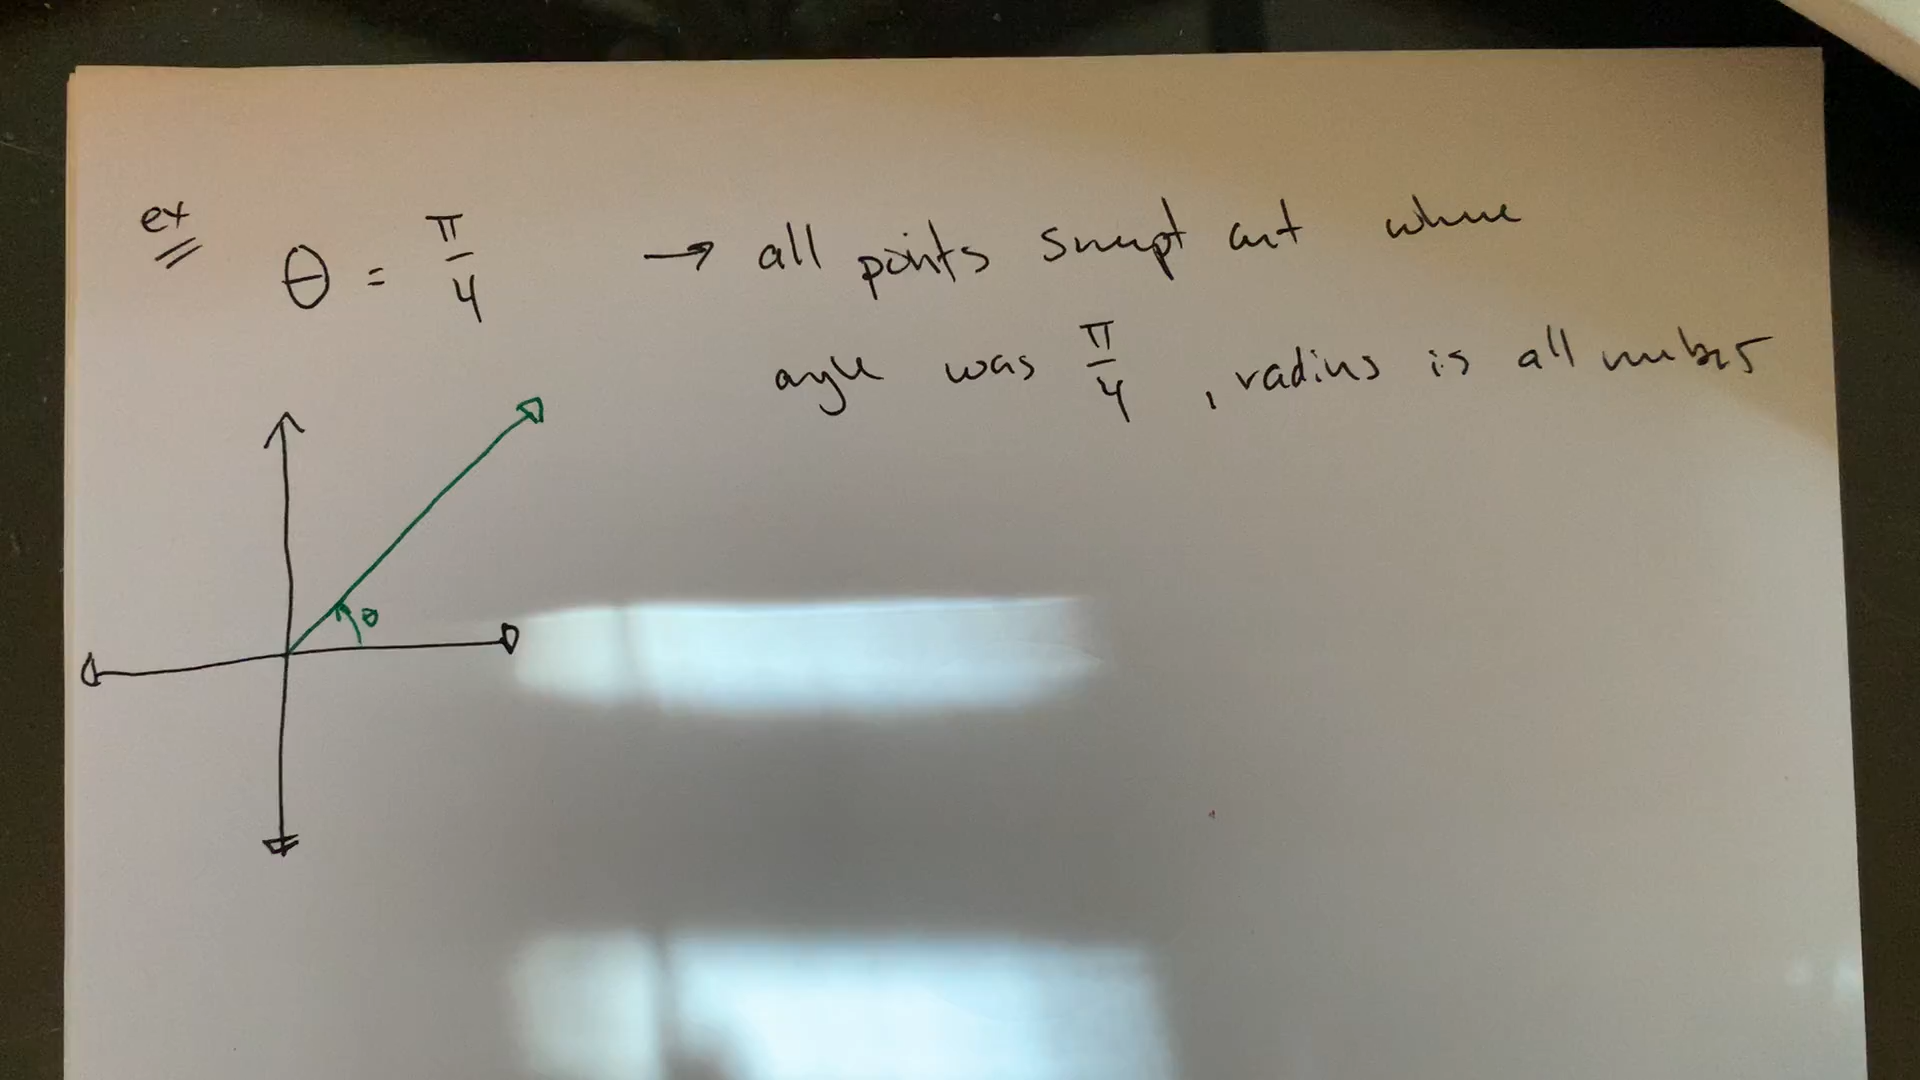 ex
θ = π/4 → all points swept out where
angle was π/4 , radius is all numbers
θ